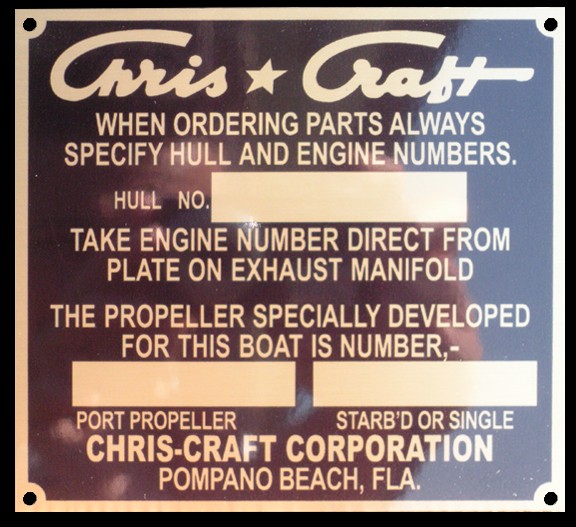 Chris ★ Craft
WHEN ORDERING PARTS ALWAYS
SPECIFY HULL AND ENGINE NUMBERS.
HULL NO.
TAKE ENGINE NUMBER DIRECT FROM
PLATE ON EXHAUST MANIFOLD
THE PROPELLER SPECIALLY DEVELOPED
FOR THIS BOAT IS NUMBER,-
PORT PROPELLER STARB'D OR SINGLE
CHRIS-CRAFT CORPORATION
POMPANO BEACH, FLA.